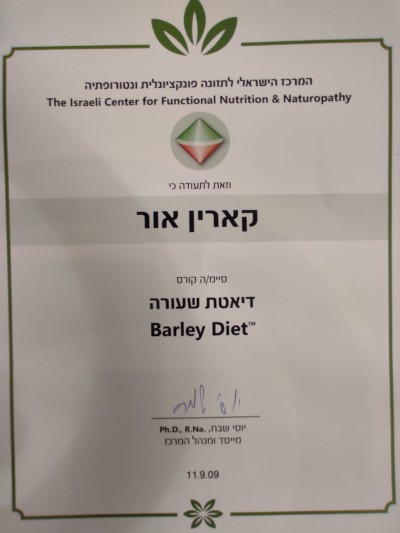 המרכז הישראלי לתזונה פונקציונלית ונטורופתיה
The Israeli Center for Functional Nutrition & Naturopathy
וזאת לתעודה כי
קארין אור
סיימ/ה קורס
דיאטת שעורה
Barley Diet™
יוסי שבח, Ph.D., R.Na.
מייסד ומנהל המרכז
11.9.09